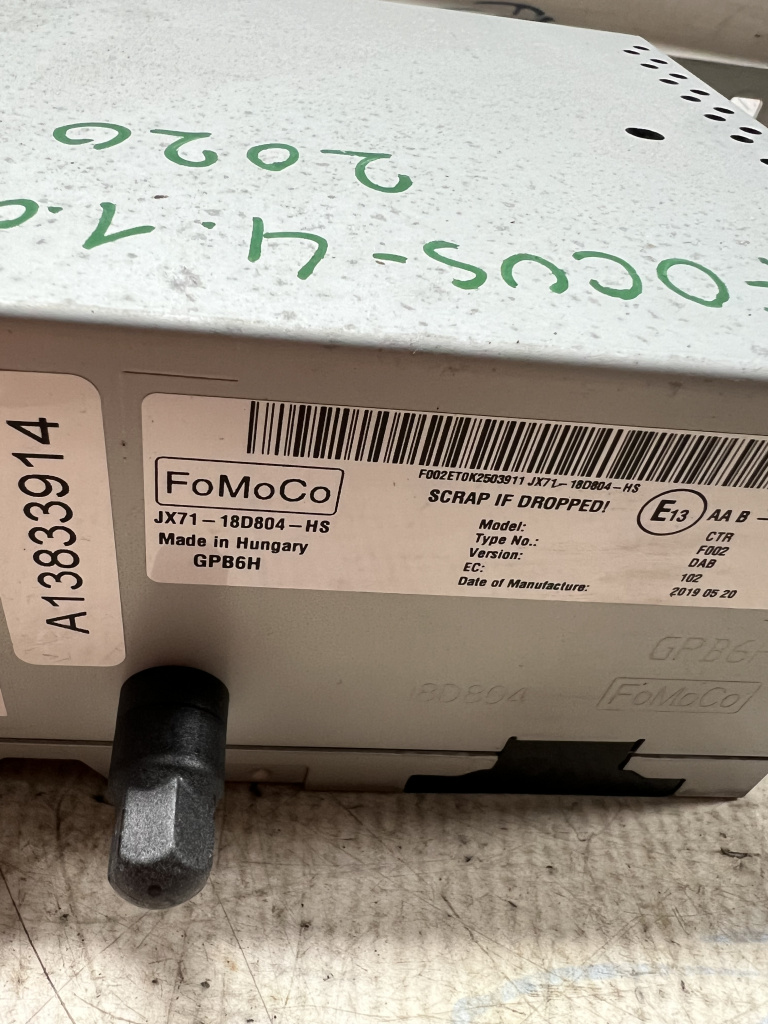 FOCUS-4.1.0
2020
A13833914
FoMoCo
JX71-18D804-HS
Made in Hungary
GPB6H
F002ET0K2503911 JX71-18D804-HS
SCRAP IF DROPPED!
E13 AA B -
Model: CTR
Type No.: F002
Version: DAB
EC: 102
Date of Manufacture: 2019 05 20
GPB6H
18D804 FoMoCo